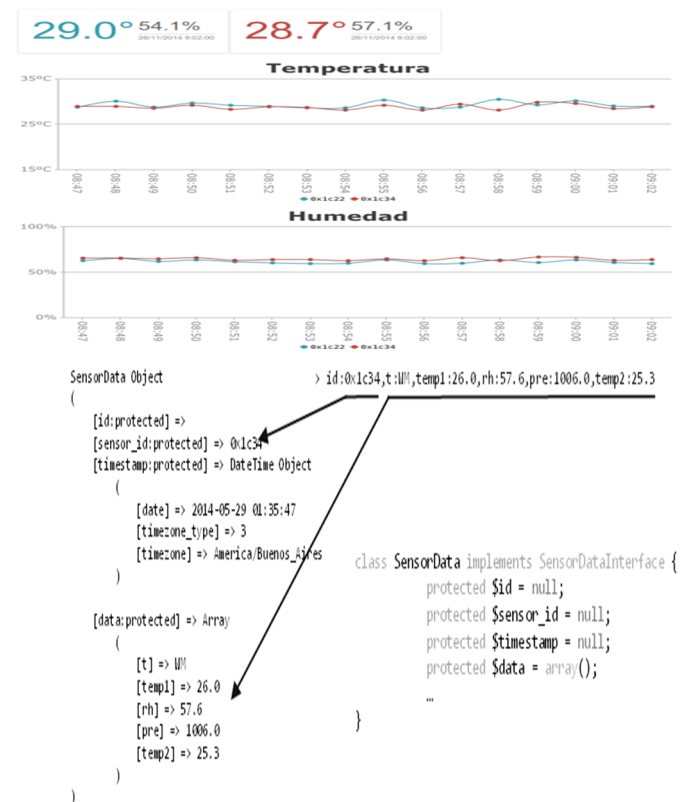 29.0° 54.1% 28.7° 57.1%
26/11/2014 9:02:00 26/11/2014 9:02:00
Temperatura
35ºC
25ºC
15ºC
08:47 08:48 08:49 08:50 08:51 08:52 08:53 08:54 08:55 08:56 08:57 08:58 08:59 09:00 09:01 09:02
0x1c22 0x1c34
Humedad
100%
50%
0%
08:47 08:48 08:49 08:50 08:51 08:52 08:53 08:54 08:55 08:56 08:57 08:58 08:59 09:00 09:01 09:02
0x1c22 0x1c34
> id:0x1c34,t:WM,temp1:26.0,rh:57.6,pre:1006.0,temp2:25.3
SensorData Object
(
[id:protected] =>
[sensor_id:protected] => 0x1c34
[timestamp:protected] => DateTime Object
(
[date] => 2014-05-29 01:35:47
[timezone_type] => 3
[timezone] => America/Buenos_Aires
)
[data:protected] => Array
(
[t] => WM
[temp1] => 26.0
[rh] => 57.6
[pre] => 1006.0
[temp2] => 25.3
)
)
class SensorData implements SensorDataInterface {
protected $id = null;
protected $sensor_id = null;
protected $timestamp = null;
protected $data = array();
...
}